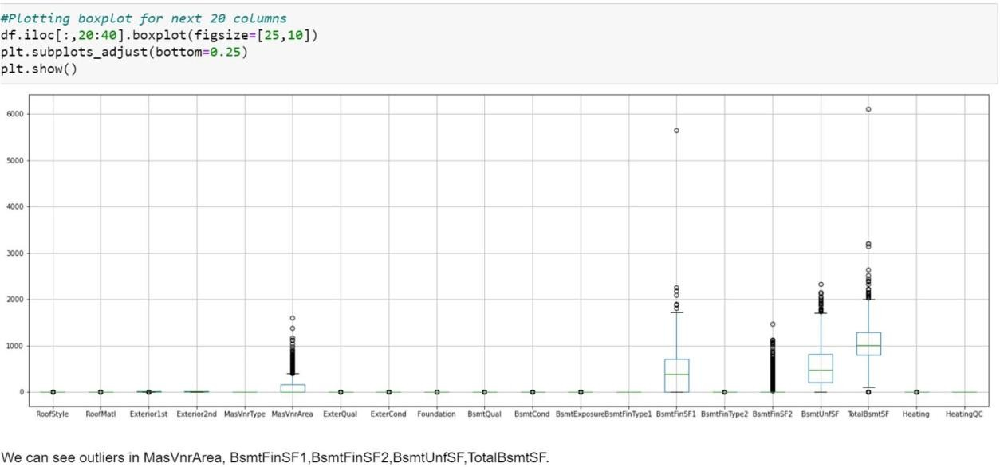 #Plotting boxplot for next 20 columns
df.iloc[:,20:40].boxplot(figsize=[25,10])
plt.subplots_adjust(bottom=0.25)
plt.show()
6000
5000
4000
3000
2000
1000
0
RoofStyle RoofMatl Exterior1st Exterior2nd MasVnrType MasVnrArea ExterQual ExterCond Foundation BsmtQual BsmtCond BsmtExposure BsmtFinType1 BsmtFinSF1 BsmtFinType2 BsmtFinSF2 BsmtUnfSF TotalBsmtSF Heating HeatingQC
We can see outliers in MasVnrArea, BsmtFinSF1,BsmtFinSF2,BsmtUnfSF,TotalBsmtSF.